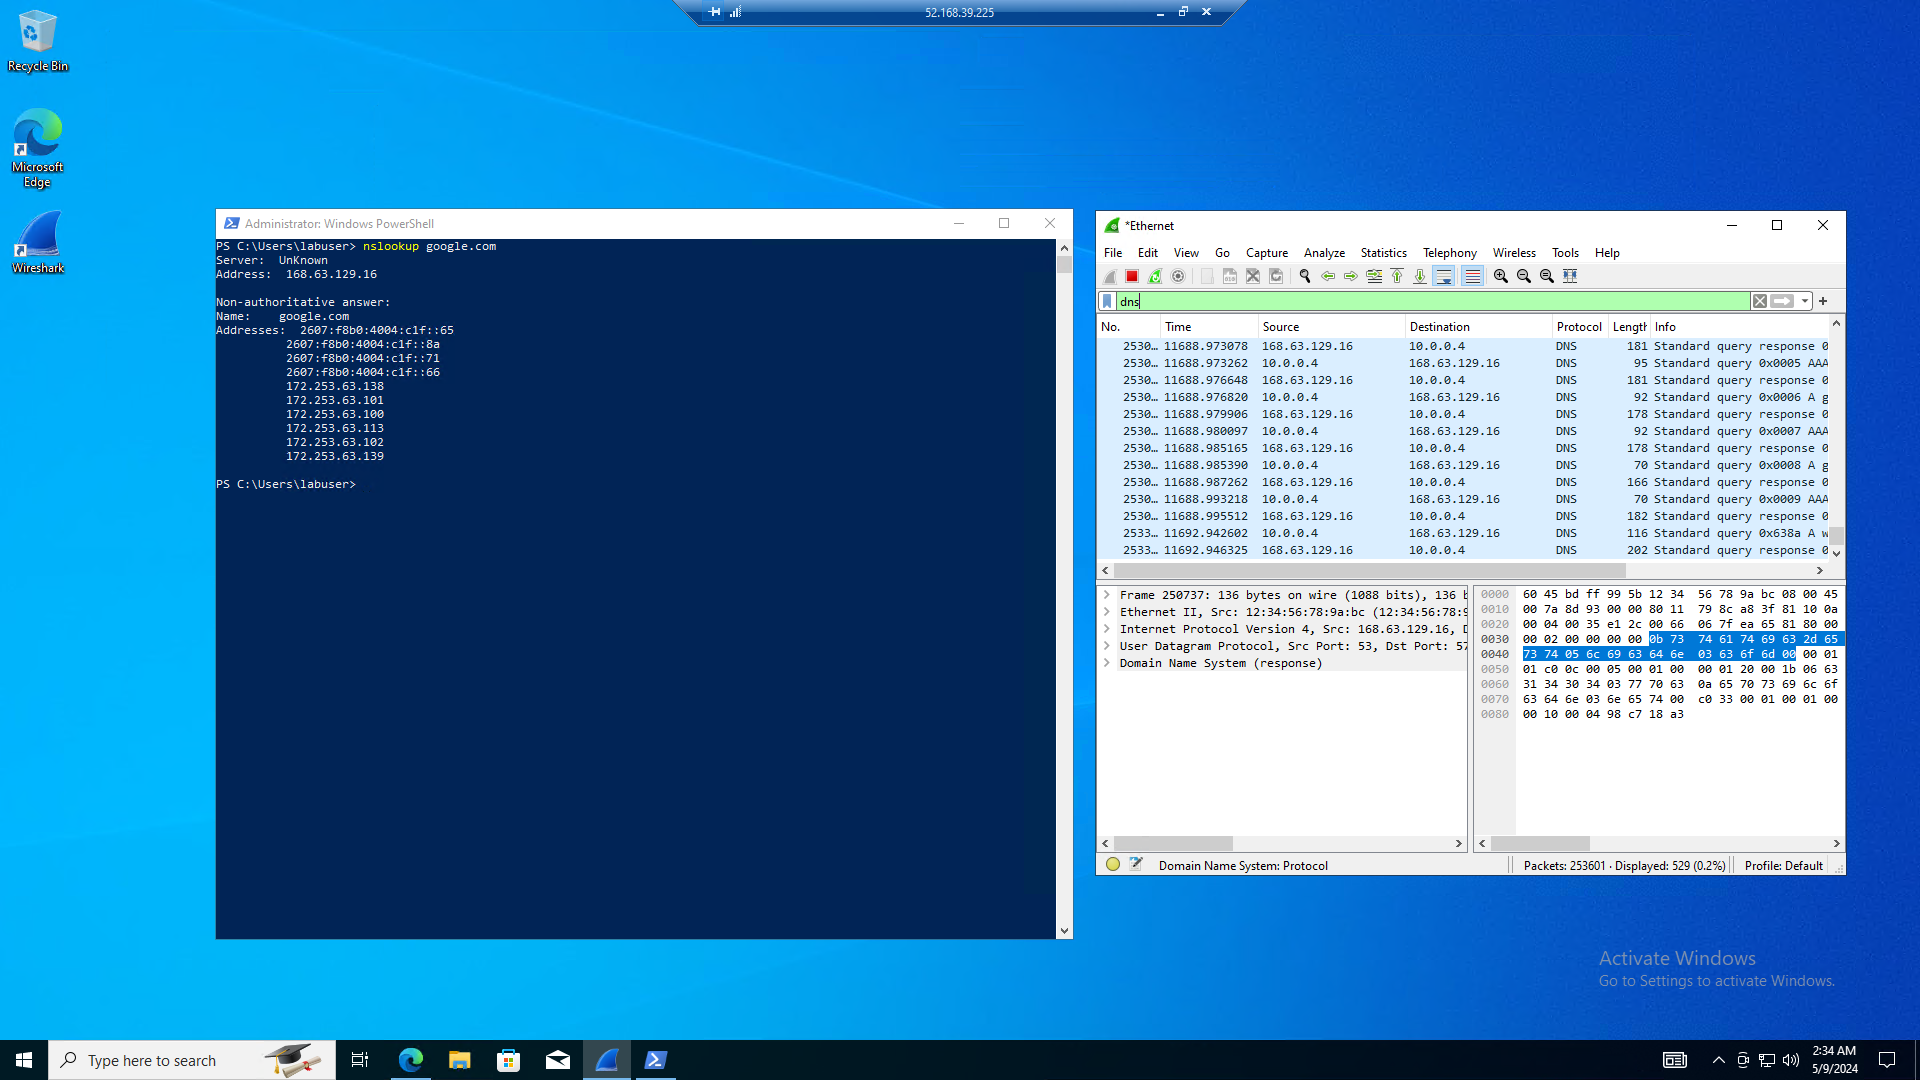 52.168.39.225
Recycle Bin
Microsoft
Edge
Wireshark
Administrator: Windows PowerShell
PS C:\Users\labuser> nslookup google.com
Server:  UnKnown
Address:  168.63.129.16
Non-authoritative answer:
Name:    google.com
Addresses:  2607:f8b0:4004:c1f::65
2607:f8b0:4004:c1f::8a
2607:f8b0:4004:c1f::71
2607:f8b0:4004:c1f::66
172.253.63.138
172.253.63.101
172.253.63.100
172.253.63.113
172.253.63.102
172.253.63.139
PS C:\Users\labuser>
*Ethernet
File Edit View Go Capture Analyze Statistics Telephony Wireless Tools Help
dns
No. Time Source Destination Protocol Length Info
2530… 11688.973078 168.63.129.16 10.0.0.4 DNS 181 Standard query response 0
2530… 11688.973262 10.0.0.4 168.63.129.16 DNS 95 Standard query 0x0005 AAA
2530… 11688.976648 168.63.129.16 10.0.0.4 DNS 181 Standard query response 0
2530… 11688.976820 10.0.0.4 168.63.129.16 DNS 92 Standard query 0x0006 A g
2530… 11688.979906 168.63.129.16 10.0.0.4 DNS 178 Standard query response 0
2530… 11688.980097 10.0.0.4 168.63.129.16 DNS 92 Standard query 0x0007 AAA
2530… 11688.985165 168.63.129.16 10.0.0.4 DNS 178 Standard query response 0
2530… 11688.985390 10.0.0.4 168.63.129.16 DNS 70 Standard query 0x0008 A g
2530… 11688.987262 168.63.129.16 10.0.0.4 DNS 166 Standard query response 0
2530… 11688.993218 10.0.0.4 168.63.129.16 DNS 70 Standard query 0x0009 AAA
2530… 11688.995512 168.63.129.16 10.0.0.4 DNS 182 Standard query response 0
2533… 11692.942602 10.0.0.4 168.63.129.16 DNS 116 Standard query 0x638a A w
2533… 11692.946325 168.63.129.16 10.0.0.4 DNS 202 Standard query response 0
Frame 250737: 136 bytes on wire (1088 bits), 136 b
Ethernet II, Src: 12:34:56:78:9a:bc (12:34:56:78:9
Internet Protocol Version 4, Src: 168.63.129.16, D
User Datagram Protocol, Src Port: 53, Dst Port: 57
Domain Name System (response)
0000 60 45 bd ff 99 5b 12 34 56 78 9a bc 08 00 45
0010 00 7a 8d 93 00 00 80 11 79 8c a8 3f 81 10 0a
0020 00 04 00 35 e1 2c 00 66 06 7f ea 65 81 80 00
0030 00 02 00 00 00 00 0b 73 74 61 74 69 63 2d 65
0040 73 74 05 6c 69 63 64 6e 03 63 6f 6d 00 00 01
0050 01 c0 0c 00 05 00 01 00 00 01 20 00 1b 06 63
0060 31 34 30 34 03 77 70 63 0a 65 70 73 69 6c 6f
0070 63 64 6e 03 6e 65 74 00 c0 33 00 01 00 01 00
0080 00 10 00 04 98 c7 18 a3
Domain Name System: Protocol
Packets: 253601 · Displayed: 529 (0.2%)
Profile: Default
Activate Windows
Go to Settings to activate Windows.
Type here to search
2:34 AM
5/9/2024